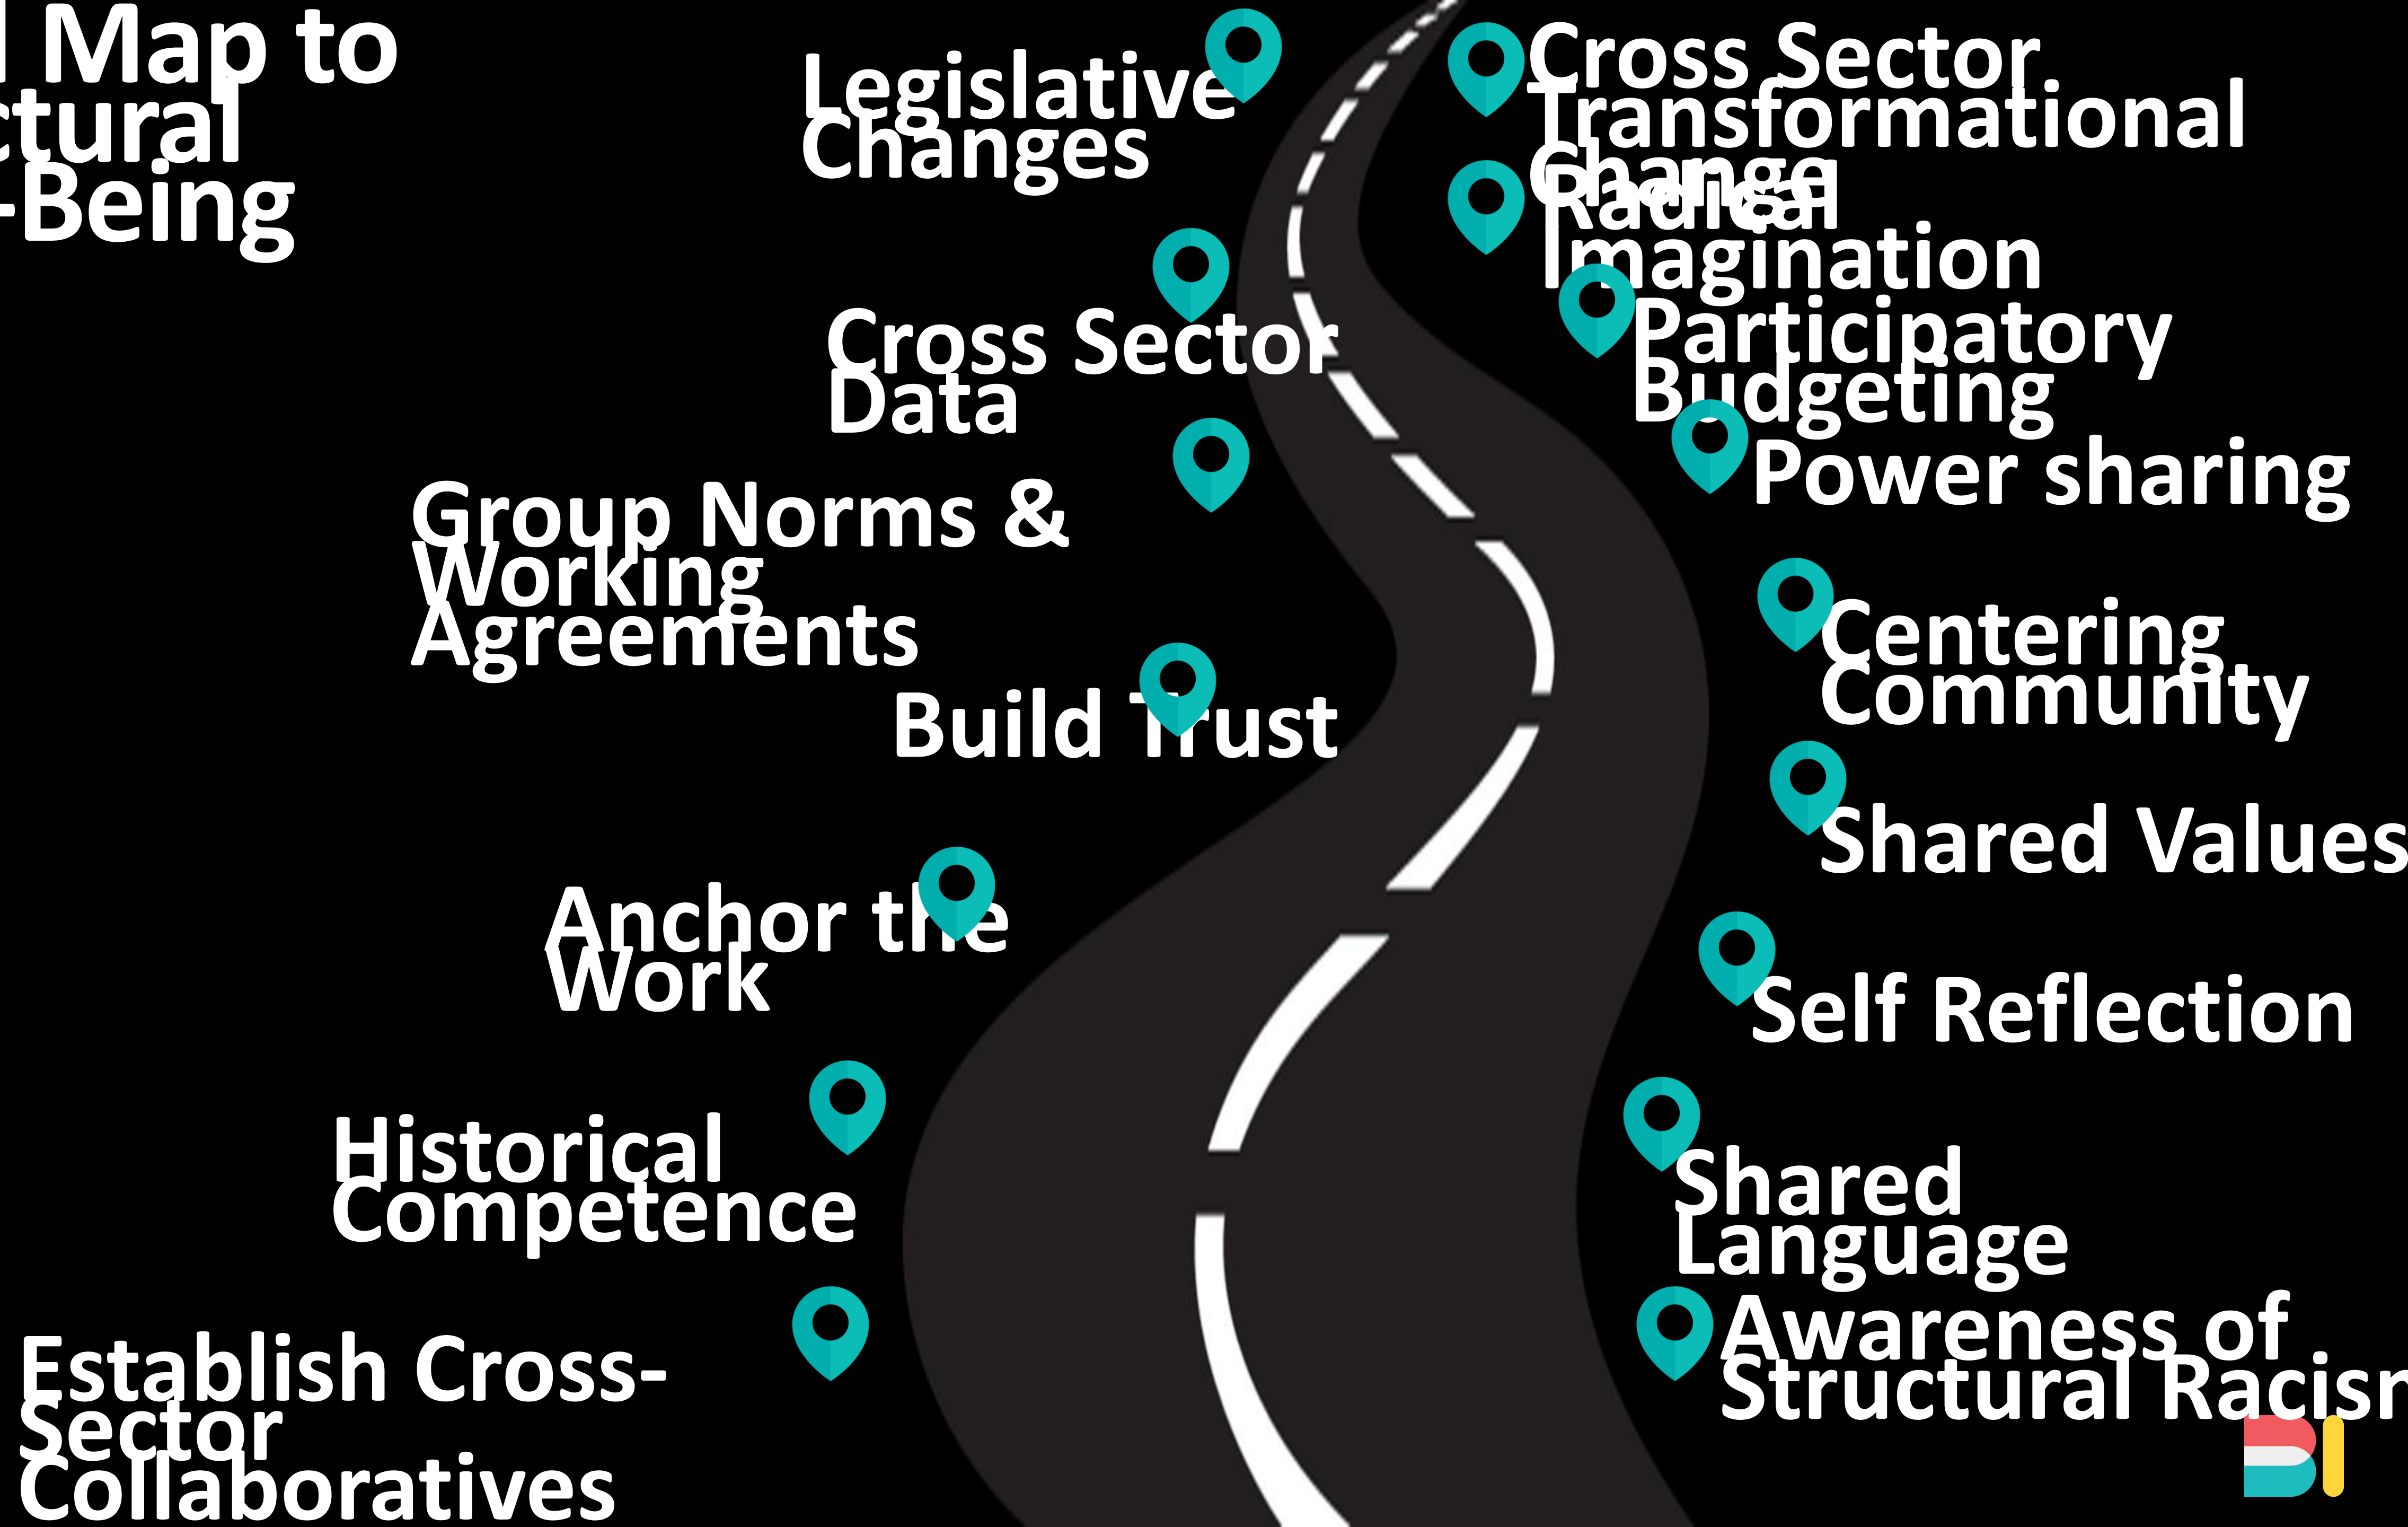 Map to
ctural
-Being
Legislative
Changes
Cross Sector
Data
Group Norms &
Working
Agreements
Build Trust
Anchor the
Work
Historical
Competence
Establish Cross-
Sector
Collaboratives
Cross Sector
Transformational
Change
Radical
Imagination
Participatory
Budgeting
Power sharing
Centering
Community
Shared Values
Self Reflection
Shared
Language
Awareness of
Structural Racism
BI